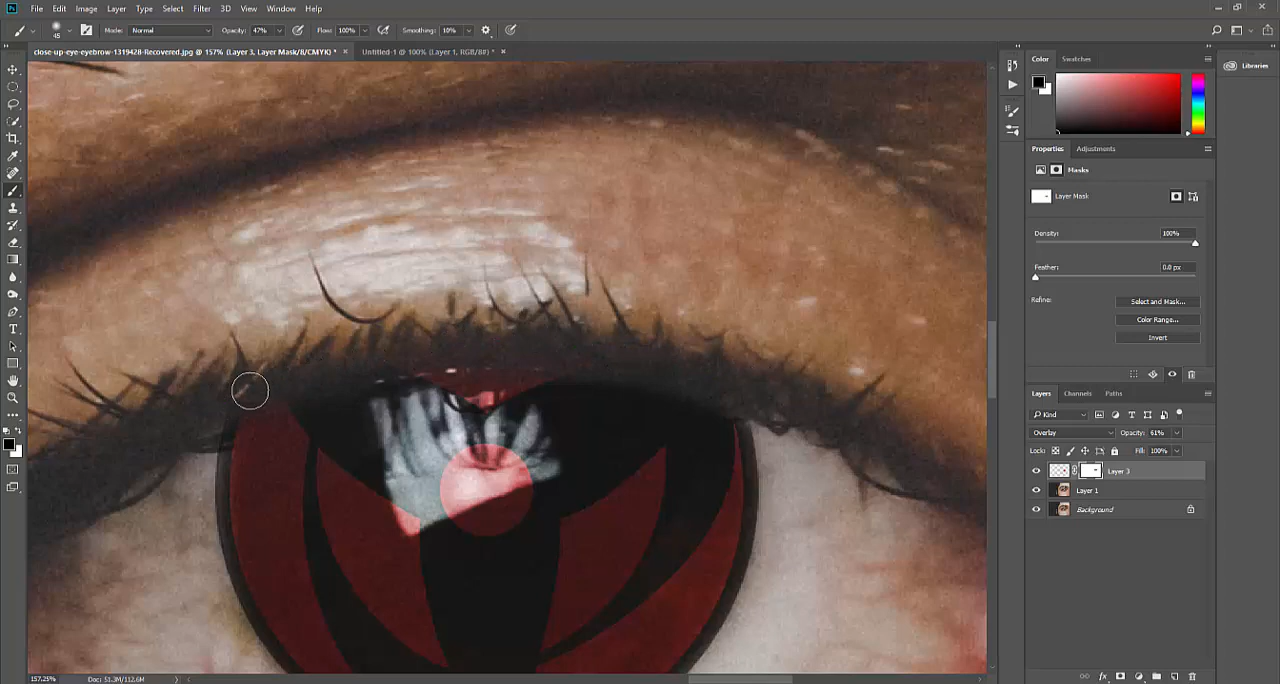 File Edit Image Layer Type Select Filter 3D View Window Help
45 Mode: Normal Opacity: 47% Flow: 100% Smoothing: 10%
close-up-eye-eyebrow-1319428-Recovered.jpg @ 157% (Layer 3, Layer Mask/8/CMYK) * × Untitled-1 @ 100% (Layer 1, RGB/8#) * ×
Color Swatches
Libraries
Properties Adjustments
Masks
Layer Mask
Density: 100%
Feather: 0.0 px
Refine: Select and Mask...
Color Range...
Invert
Layers Channels Paths
Kind
Overlay Opacity: 61%
Lock: Fill: 100%
Layer 3
Layer 1
Background
157.25% Doc: 51.3M/112.6M